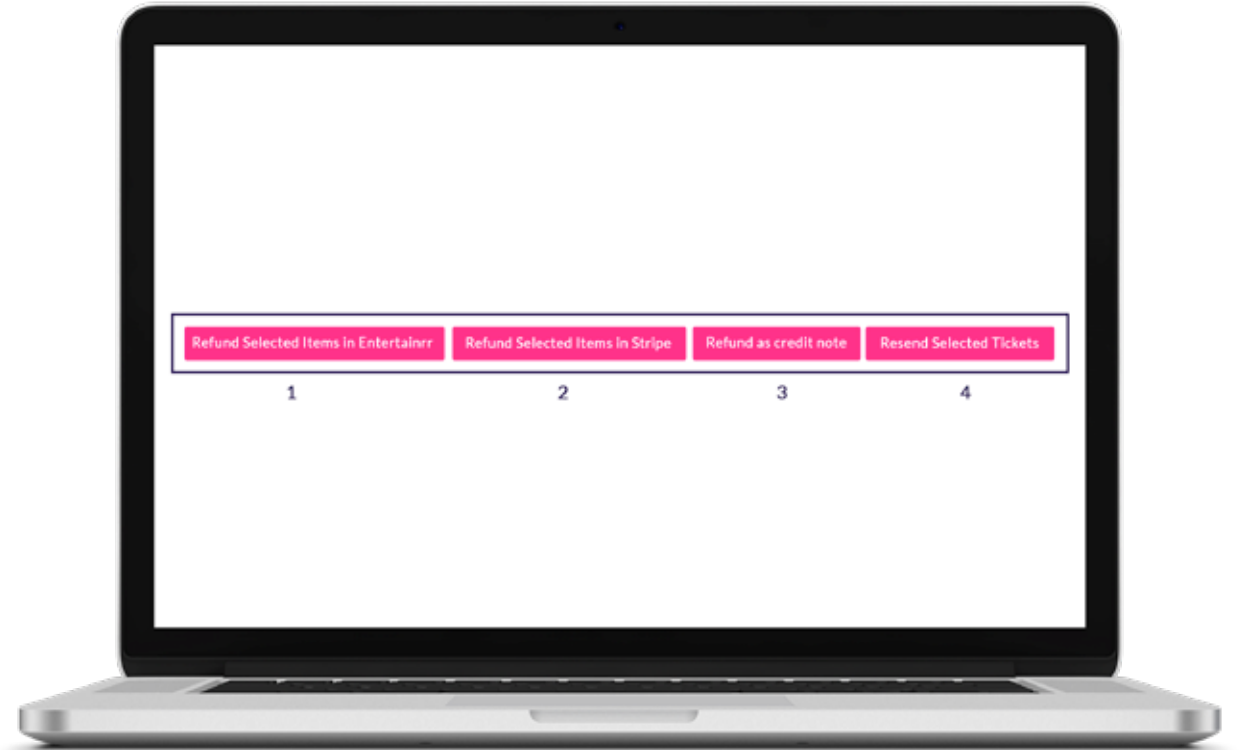 Refund Selected Items in Entertainrr
Refund Selected Items in Stripe
Refund as credit note
Resend Selected Tickets
1
2
3
4